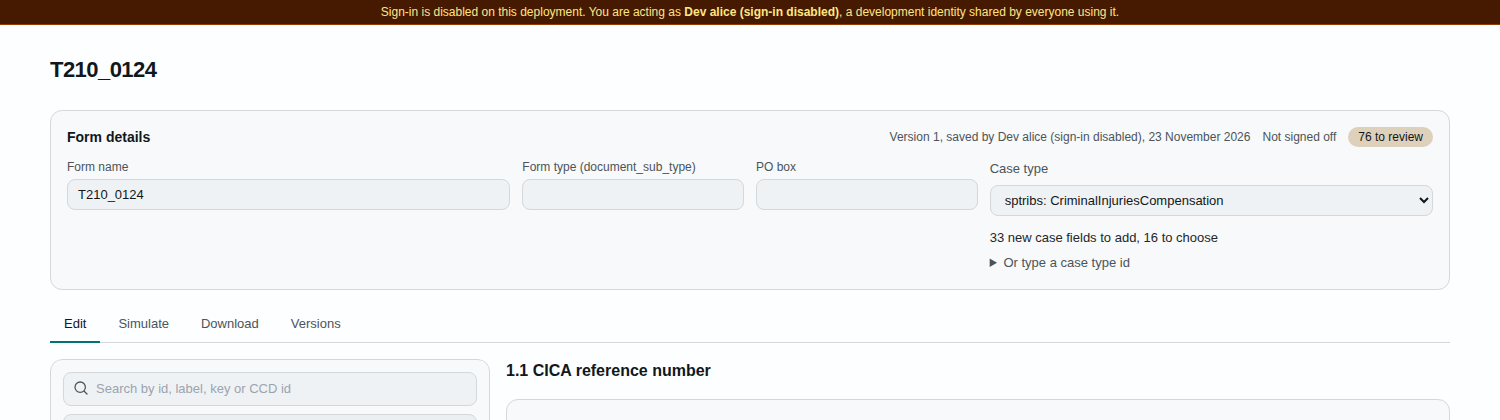 Sign-in is disabled on this deployment. You are acting as Dev alice (sign-in disabled), a development identity shared by everyone using it.
T210_0124
Form details
Version 1, saved by Dev alice (sign-in disabled), 23 November 2026
Not signed off
76 to review
Form name
Form type (document_sub_type)
PO box
Case type
T210_0124
sptribs: CriminalInjuriesCompensation
33 new case fields to add, 16 to choose
Or type a case type id
Edit
Simulate
Download
Versions
Search by id, label, key or CCD id
1.1 CICA reference number